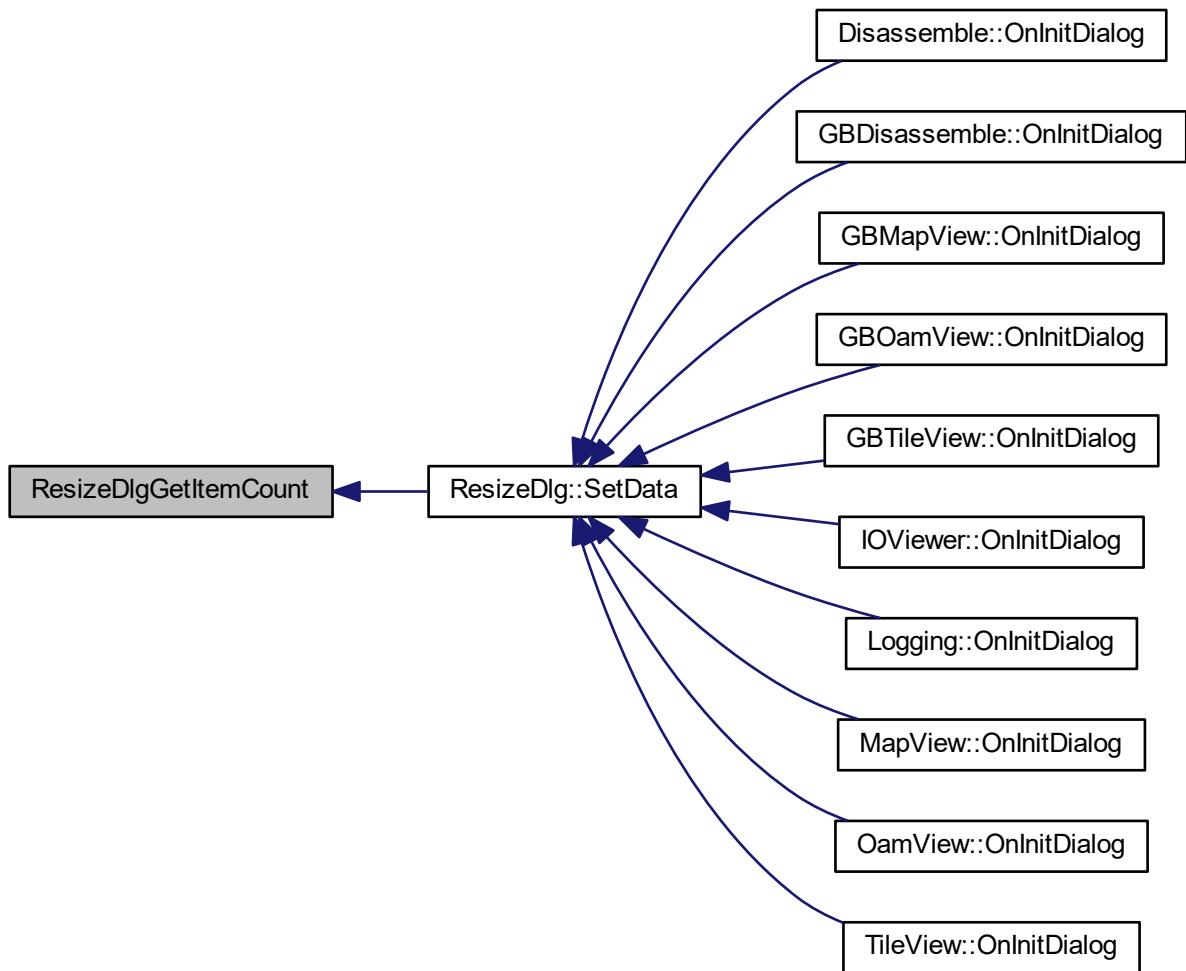 Disassemble::OnInitDialog
GBDisassemble::OnInitDialog
GBMapView::OnInitDialog
GBOamView::OnInitDialog
GBTileView::OnInitDialog
ResizeDlgGetItemCount
ResizeDlg::SetData
IOViewer::OnInitDialog
Logging::OnInitDialog
MapView::OnInitDialog
OamView::OnInitDialog
TileView::OnInitDialog